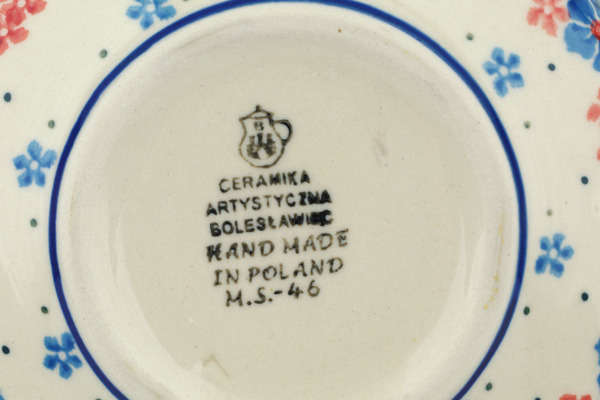 B
CERAMIKA
ARTYSTYCZNA
BOLESŁAWIEC
HAND MADE
IN POLAND
M.S.-46